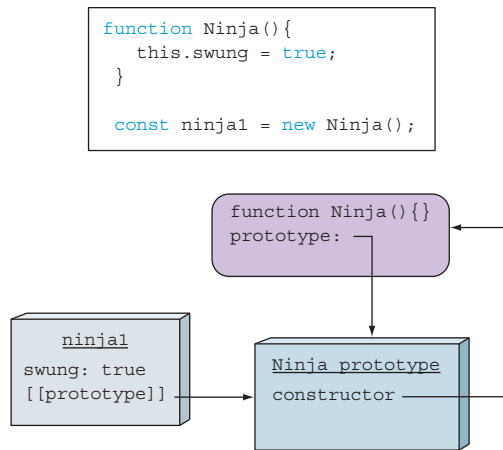 function Ninja(){
this.swung = true;
}
const ninja1 = new Ninja();
function Ninja(){}
prototype:
ninja1
swung: true
[[prototype]]
Ninja prototype
constructor